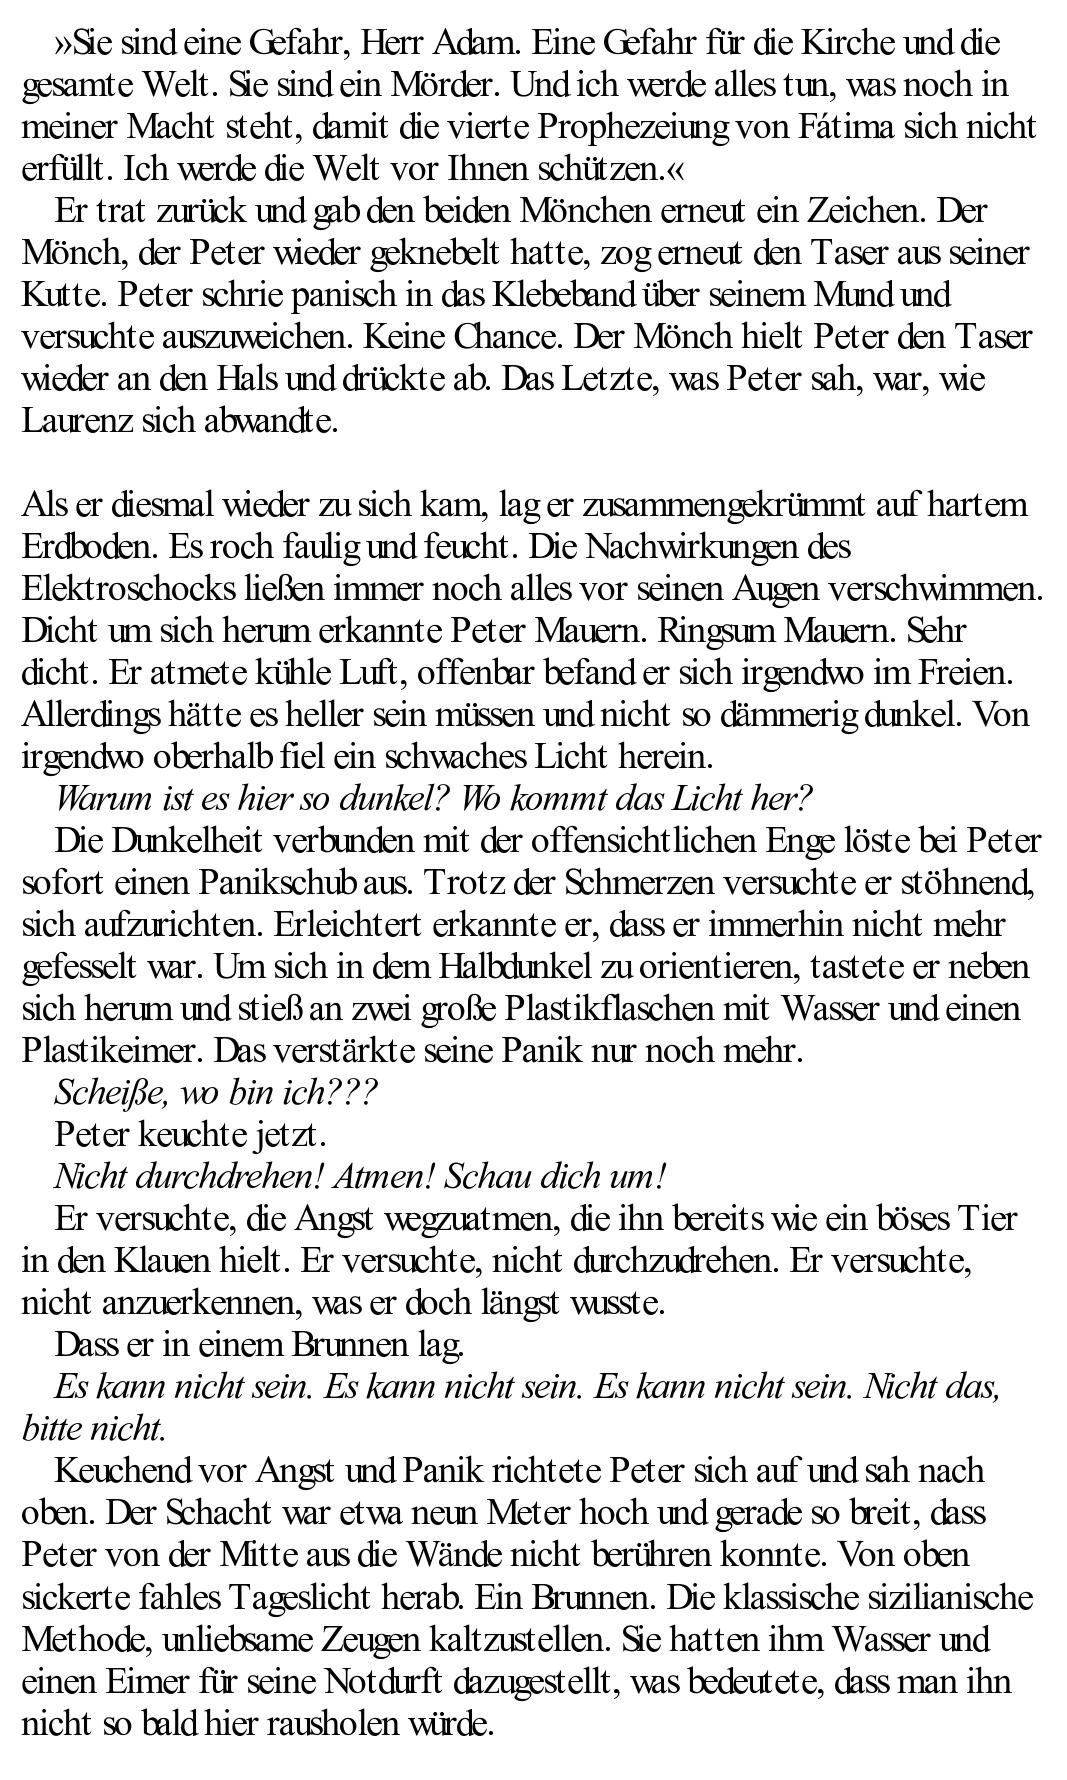 »Sie sind eine Gefahr, Herr Adam. Eine Gefahr für die Kirche und die
gesamte Welt. Sie sind ein Mörder. Und ich werde alles tun, was noch in
meiner Macht steht, damit die vierte Prophezeiung von Fátima sich nicht
erfüllt. Ich werde die Welt vor Ihnen schützen.«
Er trat zurück und gab den beiden Mönchen erneut ein Zeichen. Der
Mönch, der Peter wieder geknebelt hatte, zog erneut den Taser aus seiner
Kutte. Peter schrie panisch in das Klebeband über seinem Mund und
versuchte auszuweichen. Keine Chance. Der Mönch hielt Peter den Taser
wieder an den Hals und drückte ab. Das Letzte, was Peter sah, war, wie
Laurenz sich abwandte.
Als er diesmal wieder zu sich kam, lag er zusammengekrümmt auf hartem
Erdboden. Es roch faulig und feucht. Die Nachwirkungen des
Elektroschocks ließen immer noch alles vor seinen Augen verschwimmen.
Dicht um sich herum erkannte Peter Mauern. Ringsum Mauern. Sehr
dicht. Er atmete kühle Luft, offenbar befand er sich irgendwo im Freien.
Allerdings hätte es heller sein müssen und nicht so dämmerig dunkel. Von
irgendwo oberhalb fiel ein schwaches Licht herein.
Warum ist es hier so dunkel? Wo kommt das Licht her?
Die Dunkelheit verbunden mit der offensichtlichen Enge löste bei Peter
sofort einen Panikschub aus. Trotz der Schmerzen versuchte er stöhnend,
sich aufzurichten. Erleichtert erkannte er, dass er immerhin nicht mehr
gefesselt war. Um sich in dem Halbdunkel zu orientieren, tastete er neben
sich herum und stieß an zwei große Plastikflaschen mit Wasser und einen
Plastikeimer. Das verstärkte seine Panik nur noch mehr.
Scheiße, wo bin ich???
Peter keuchte jetzt.
Nicht durchdrehen! Atmen! Schau dich um!
Er versuchte, die Angst wegzuatmen, die ihn bereits wie ein böses Tier
in den Klauen hielt. Er versuchte, nicht durchzudrehen. Er versuchte,
nicht anzuerkennen, was er doch längst wusste.
Dass er in einem Brunnen lag.
Es kann nicht sein. Es kann nicht sein. Es kann nicht sein. Nicht das,
bitte nicht.
Keuchend vor Angst und Panik richtete Peter sich auf und sah nach
oben. Der Schacht war etwa neun Meter hoch und gerade so breit, dass
Peter von der Mitte aus die Wände nicht berühren konnte. Von oben
sickerte fahles Tageslicht herab. Ein Brunnen. Die klassische sizilianische
Methode, unliebsame Zeugen kaltzustellen. Sie hatten ihm Wasser und
einen Eimer für seine Notdurft dazugestellt, was bedeutete, dass man ihn
nicht so bald hier rausholen würde.